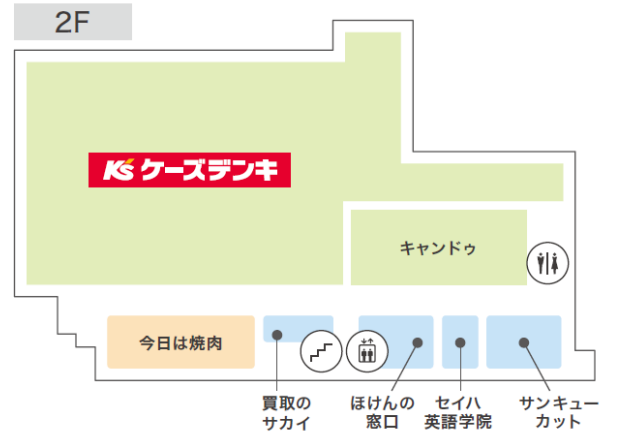 2F
K's ケーズデンキ
キャンドゥ
今日は焼肉
買取の
サカイ
ほけんの
窓口
セイハ
英語学院
サンキュー
カット